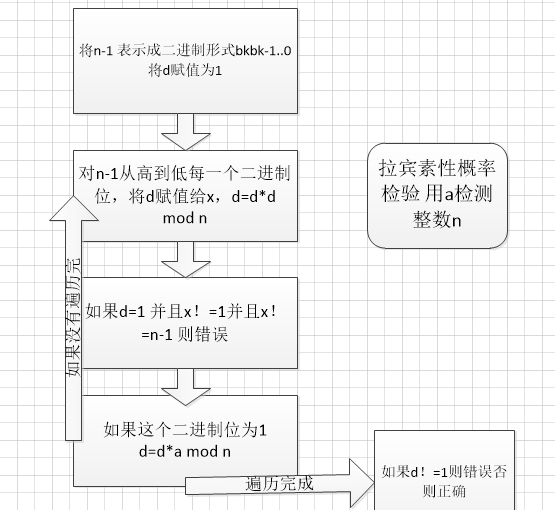 将n-1 表示成二进制形式bkbk-1..0
将d赋值为1
对n-1从高到低每一个二进制
位，将d赋值给x，d=d*d
mod n
如果d=1 并且x！=1并且x！
=n-1 则错误
如果这个二进制位为1
d=d*a mod n
如果没有遍历完
遍历完成
如果d！=1则错误否
则正确
拉宾素性概率
检验 用a检测
整数n